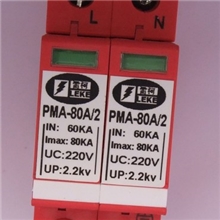 L N
LEKE LEKE
PMA-80A/2 PMA-80A/2
IN: 60KA IN: 60KA
Imax: 80KA Imax: 80KA
UC:220V UC:220V
UP:2.2kv UP:2.2kv